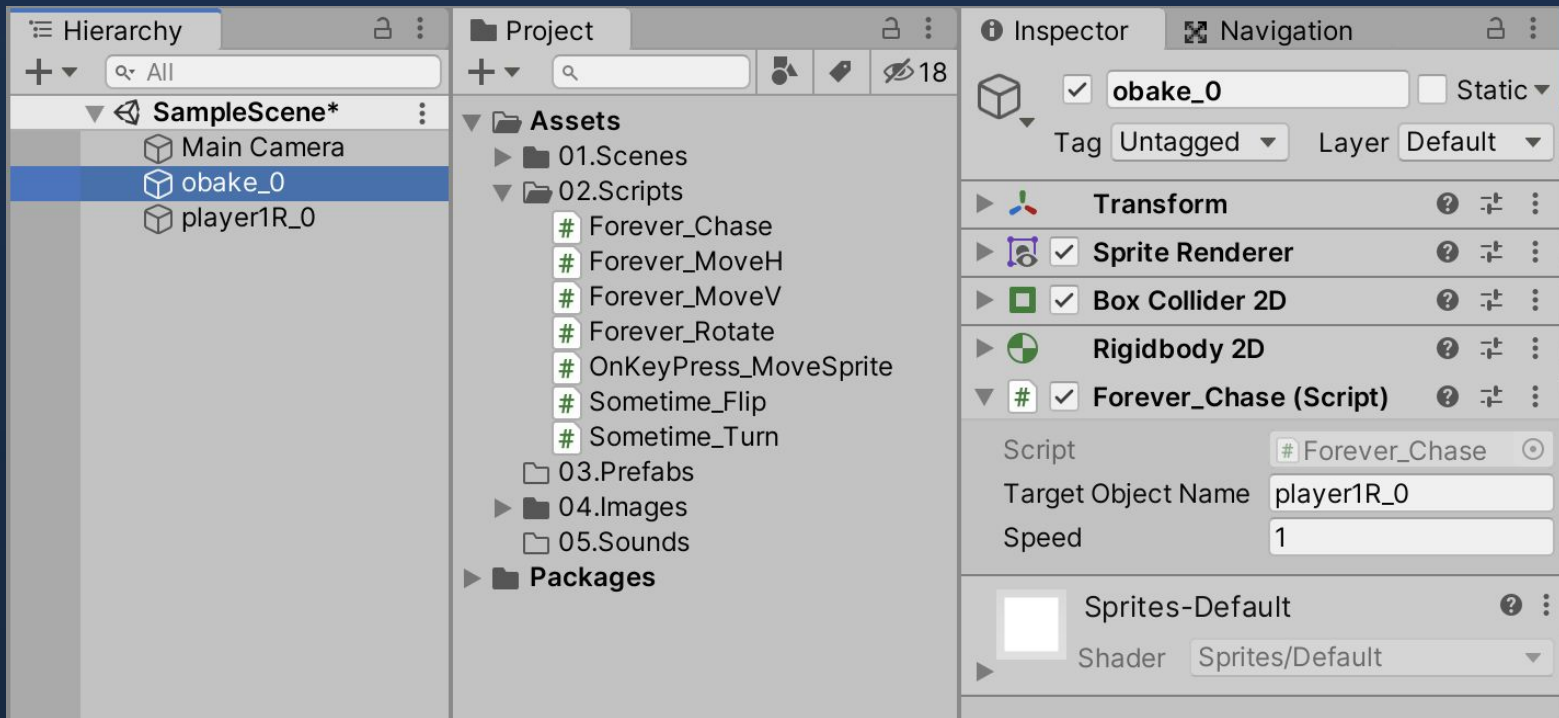 Hierarchy
All
SampleScene*
Main Camera
obake_0
player1R_0
Project
18
Assets
01.Scenes
02.Scripts
# Forever_Chase
# Forever_MoveH
# Forever_MoveV
# Forever_Rotate
# OnKeyPress_MoveSprite
# Sometime_Flip
# Sometime_Turn
03.Prefabs
04.Images
05.Sounds
Packages
Inspector
Navigation
obake_0
Static
Tag Untagged Layer Default
Transform
Sprite Renderer
Box Collider 2D
Rigidbody 2D
# Forever_Chase (Script)
Script # Forever_Chase
Target Object Name player1R_0
Speed 1
Sprites-Default
Shader Sprites/Default